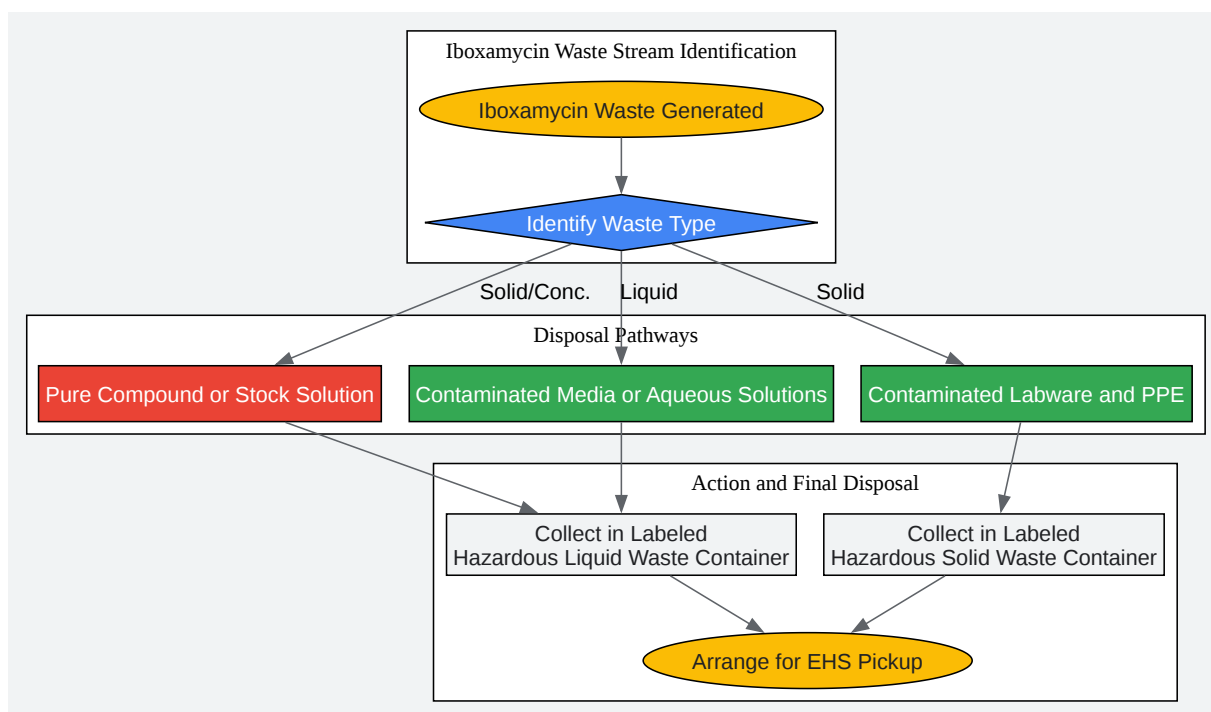 Iboxamycin Waste Stream Identification
Iboxamycin Waste Generated
Identify Waste Type
Solid/Conc.
Liquid
Solid
Disposal Pathways
Pure Compound or Stock Solution
Contaminated Media or Aqueous Solutions
Contaminated Labware and PPE
Action and Final Disposal
Collect in Labeled
Hazardous Liquid Waste Container
Collect in Labeled
Hazardous Solid Waste Container
Arrange for EHS Pickup